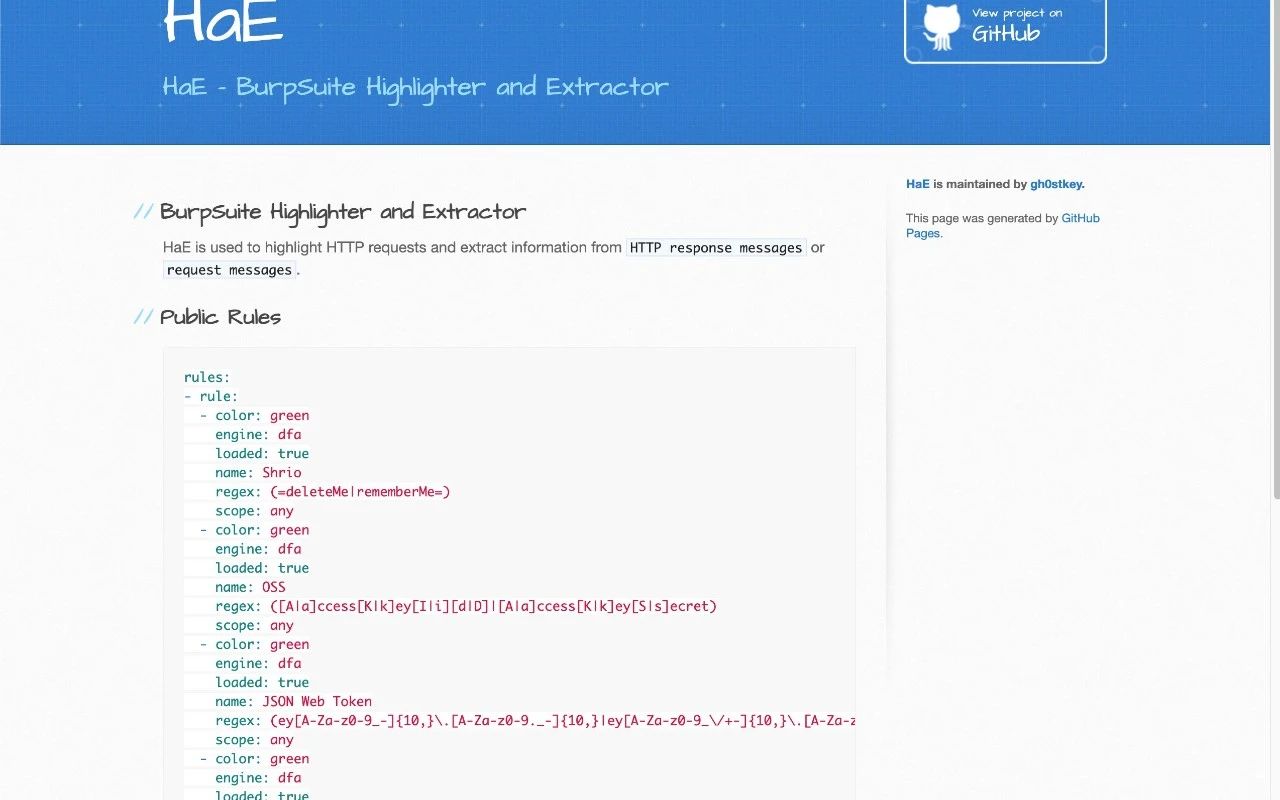 HaE
HaE - BurpSuite Highlighter and Extractor
View project on
GitHub
// BurpSuite Highlighter and Extractor
HaE is used to highlight HTTP requests and extract information from HTTP response messages or
request messages.
// Public Rules
rules:
- rule:
  - color: green
    engine: dfa
    loaded: true
    name: Shrio
    regex: (=deleteMe|rememberMe=)
    scope: any
  - color: green
    engine: dfa
    loaded: true
    name: OSS
    regex: ([A|a]ccess[K|k]ey[I|i][d|D]|[A|a]ccess[K|k]ey[S|s]ecret)
    scope: any
  - color: green
    engine: dfa
    loaded: true
    name: JSON Web Token
    regex: (ey[A-Za-z0-9_-]{10,}\.[A-Za-z0-9._-]{10,}|ey[A-Za-z0-9_\/+-]{10,}\.[A-Za-z
    scope: any
  - color: green
    engine: dfa
    loaded: true
HaE is maintained by gh0stkey.
This page was generated by GitHub
Pages.